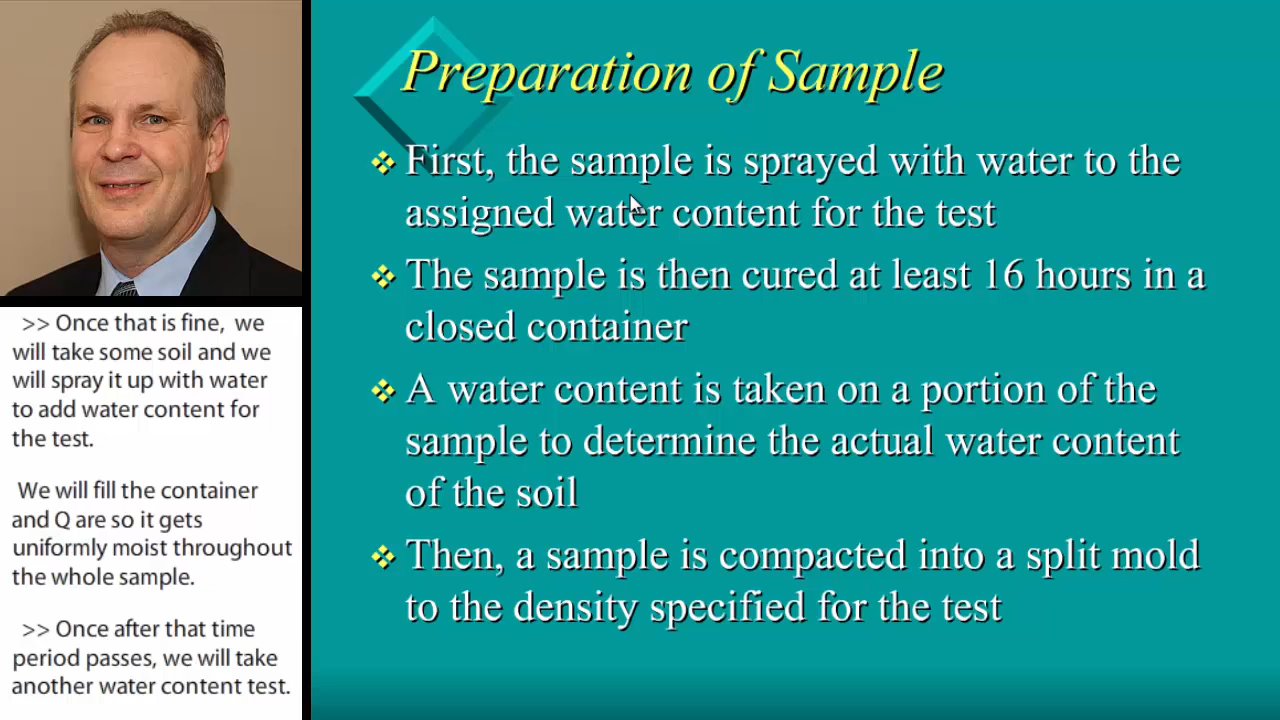 Preparation of Sample
❖ First, the sample is sprayed with water to the
assigned water content for the test
❖ The sample is then cured at least 16 hours in a
closed container
❖ A water content is taken on a portion of the
sample to determine the actual water content
of the soil
❖ Then, a sample is compacted into a split mold
to the density specified for the test
>> Once that is fine, we
will take some soil and we
will spray it up with water
to add water content for
the test.
We will fill the container
and Q are so it gets
uniformly moist throughout
the whole sample.
>> Once after that time
period passes, we will take
another water content test.